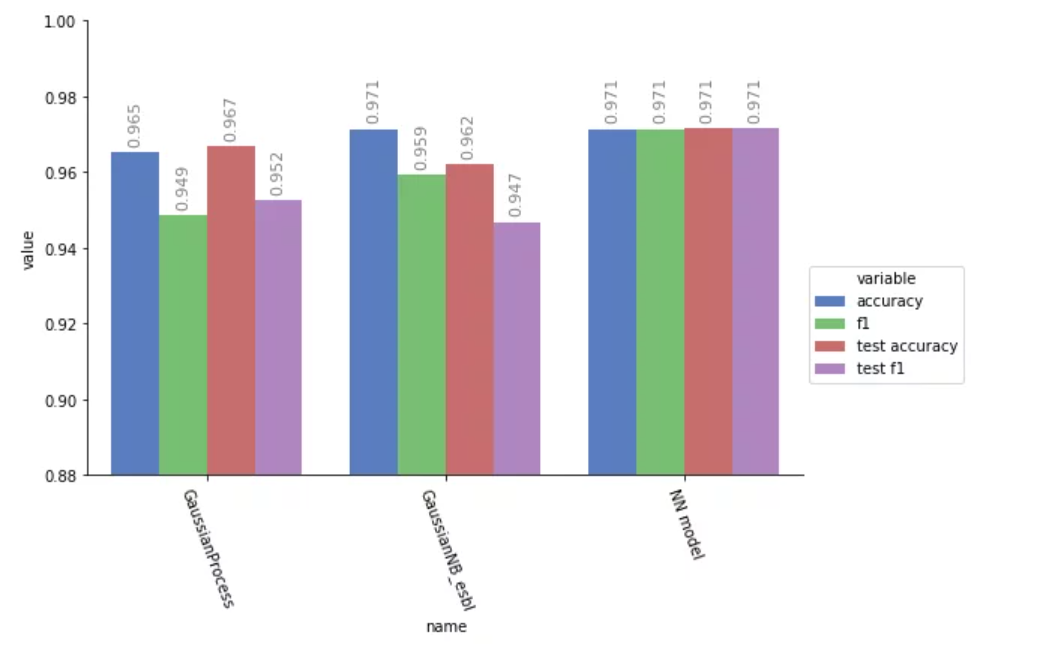 1.00
0.98
0.96
0.94
0.92
0.90
0.88
value
0.965
0.949
0.967
0.952
0.971
0.959
0.962
0.947
0.971
0.971
0.971
0.971
GaussianProcess
GaussianNB_esbl
NN model
name
variable
accuracy
f1
test accuracy
test f1